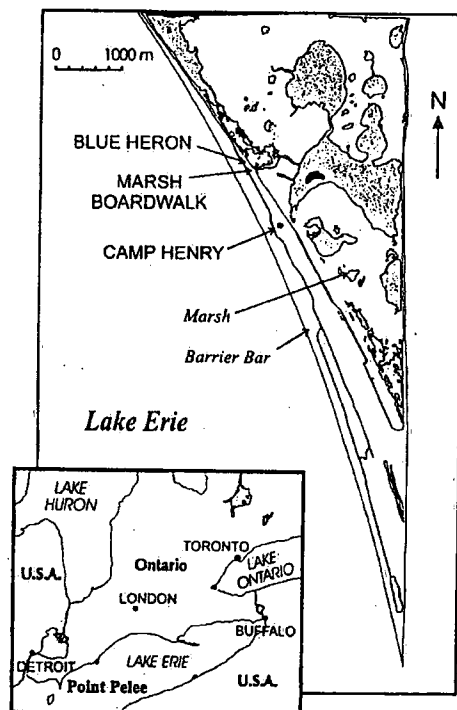 0 1000 m
N
BLUE HERON
MARSH
BOARDWALK
CAMP HENRY
Marsh
Barrier Bar
Lake Erie
LAKE
HURON
U.S.A.
Ontario
TORONTO
LAKE
ONTARIO
LONDON
BUFFALO
DETROIT
LAKE ERIE
Point Pelee
U.S.A.